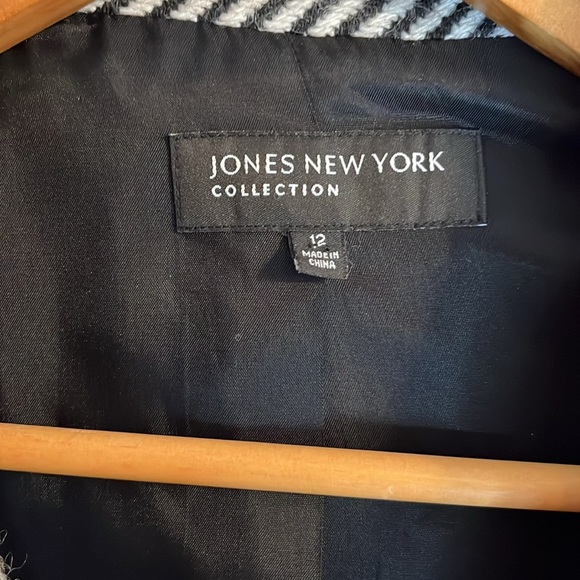 JONES NEW YORK
COLLECTION
12
MADE IN
CHINA